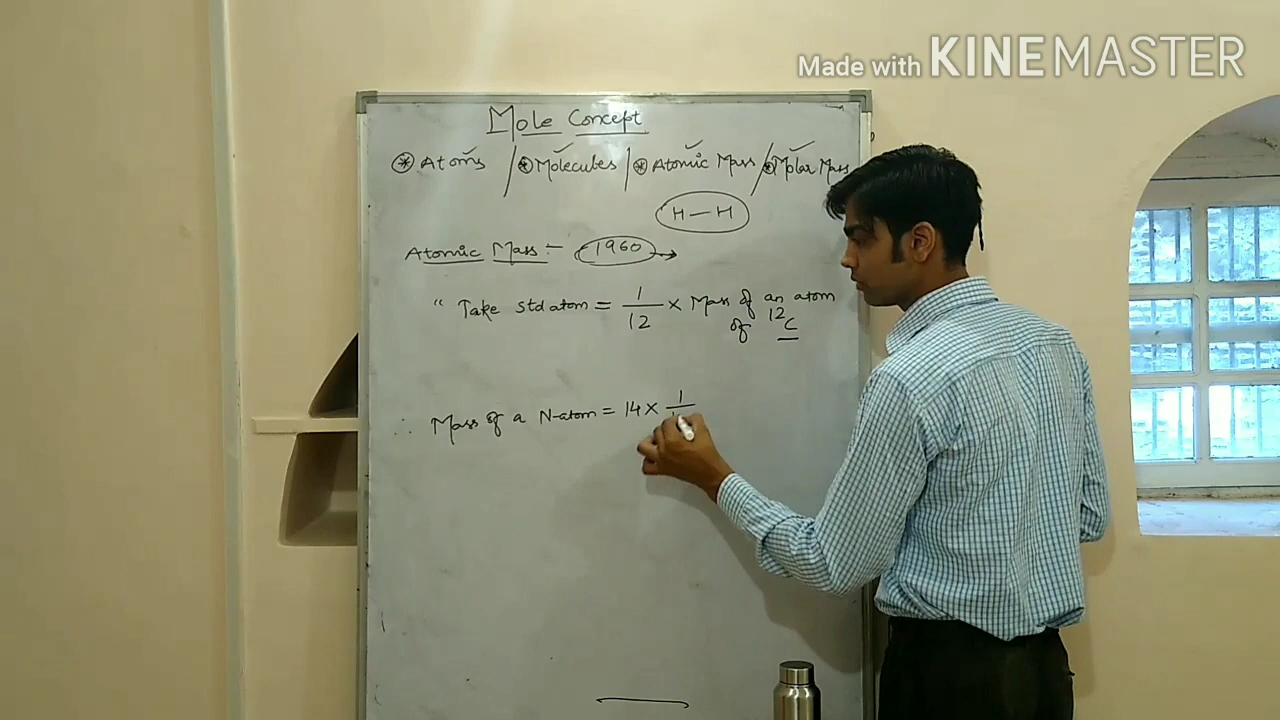 Made with KINEMASTER
Mole Concept
⊛ Atoms / ⊛ Molecules | ⊛ Atomic Mass / ⊛ Molar Mass
H — H
Atomic Mass :- 1960 →
" Take std atom = 1/12 × Mass of an atom
of 12C
∴ Mass of a N-atom = 14 × 1/